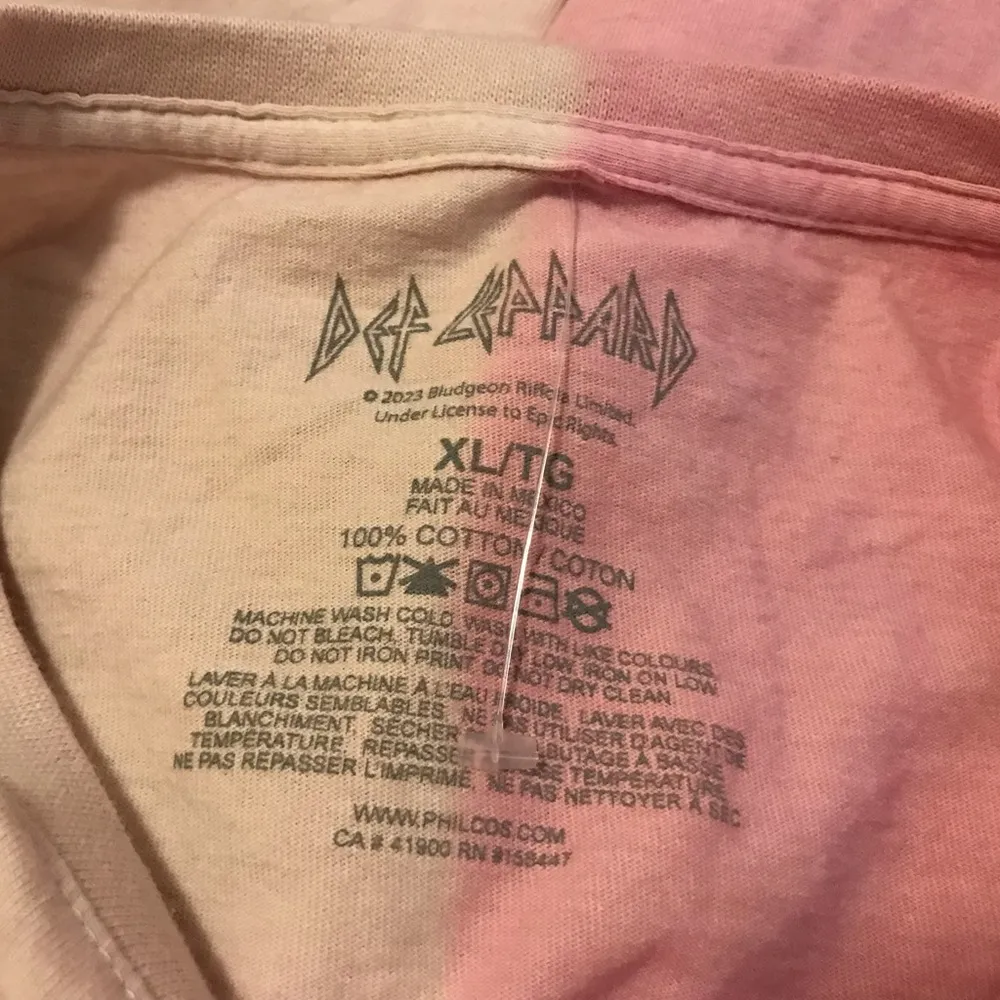 DEF LEPPARD
© 2023 Bludgeon Riffola Limited.
Under License to Epic Rights.
XL/TG
MADE IN MEXICO
FAIT AU MEXIQUE
100% COTTON / COTON
MACHINE WASH COLD, WASH WITH LIKE COLOURS,
DO NOT BLEACH, TUMBLE DRY LOW, IRON ON LOW
DO NOT IRON PRINT DO NOT DRY CLEAN
LAVER À LA MACHINE À L'EAU FROIDE, LAVER AVEC DES
COULEURS SEMBLABLES, NE PAS UTILISER D'AGENT DE
BLANCHIMENT, SÉCHER BUTAGE À BASSE
TEMPÉRATURE, REPASSER BASSE TEMPÉRATURE,
NE PAS REPASSER L'IMPRIMÉ, NE PAS NETTOYER À SEC
WWW.PHILCOS.COM
CA # 41900 RN #158447